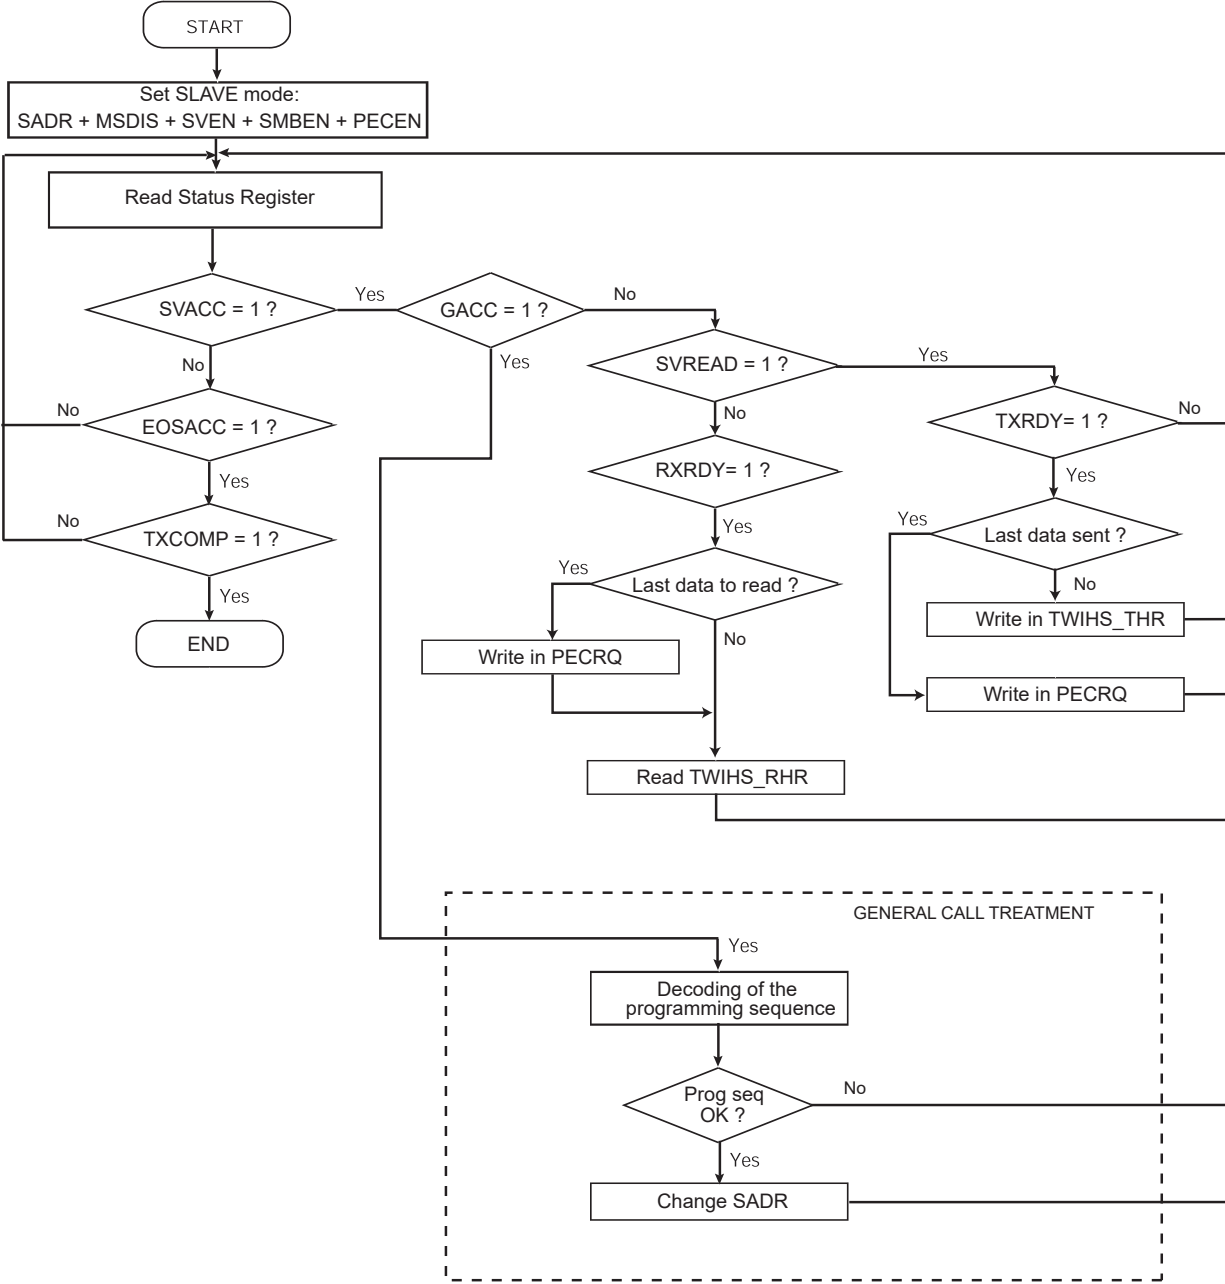 START
Set SLAVE mode:
SADR + MSDIS + SVEN + SMBEN + PECEN
Read Status Register
SVACC = 1 ?
Yes
GACC = 1 ?
No
SVREAD = 1 ?
Yes
TXRDY= 1 ?
No
No
Yes
No
EOSACC = 1 ?
No
RXRDY= 1 ?
Yes
Yes
Last data sent ?
Yes
No
TXCOMP = 1 ?
No
Yes
Yes
Last data to read ?
Yes
No
Write in TWIHS_THR
END
Write in PECRQ
No
Write in PECRQ
Read TWIHS_RHR
GENERAL CALL TREATMENT
Yes
Decoding of the
programming sequence
Prog seq
OK ?
No
Yes
Change SADR